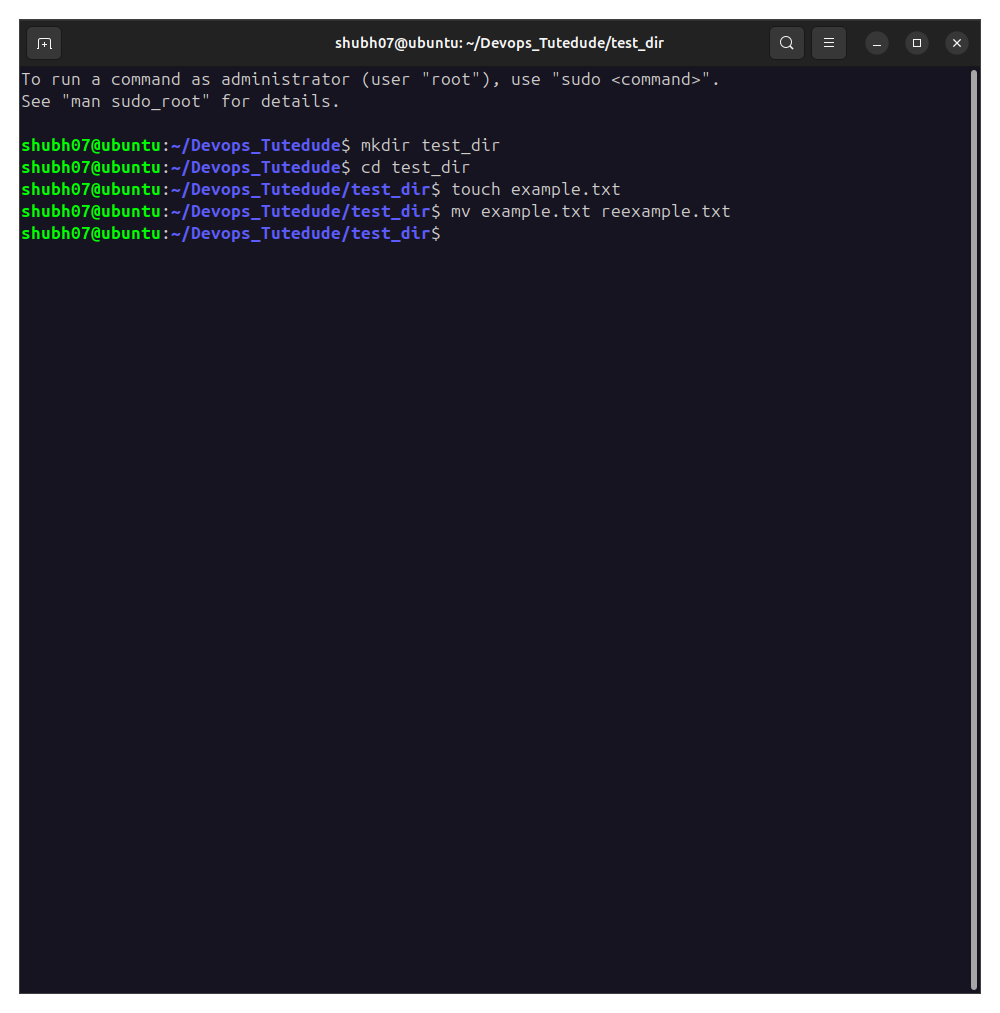 shubh07@ubuntu: ~/Devops_Tutedude/test_dir
To run a command as administrator (user "root"), use "sudo <command>".
See "man sudo_root" for details.
shubh07@ubuntu:~/Devops_Tutedude$ mkdir test_dir
shubh07@ubuntu:~/Devops_Tutedude$ cd test_dir
shubh07@ubuntu:~/Devops_Tutedude/test_dir$ touch example.txt
shubh07@ubuntu:~/Devops_Tutedude/test_dir$ mv example.txt reexample.txt
shubh07@ubuntu:~/Devops_Tutedude/test_dir$